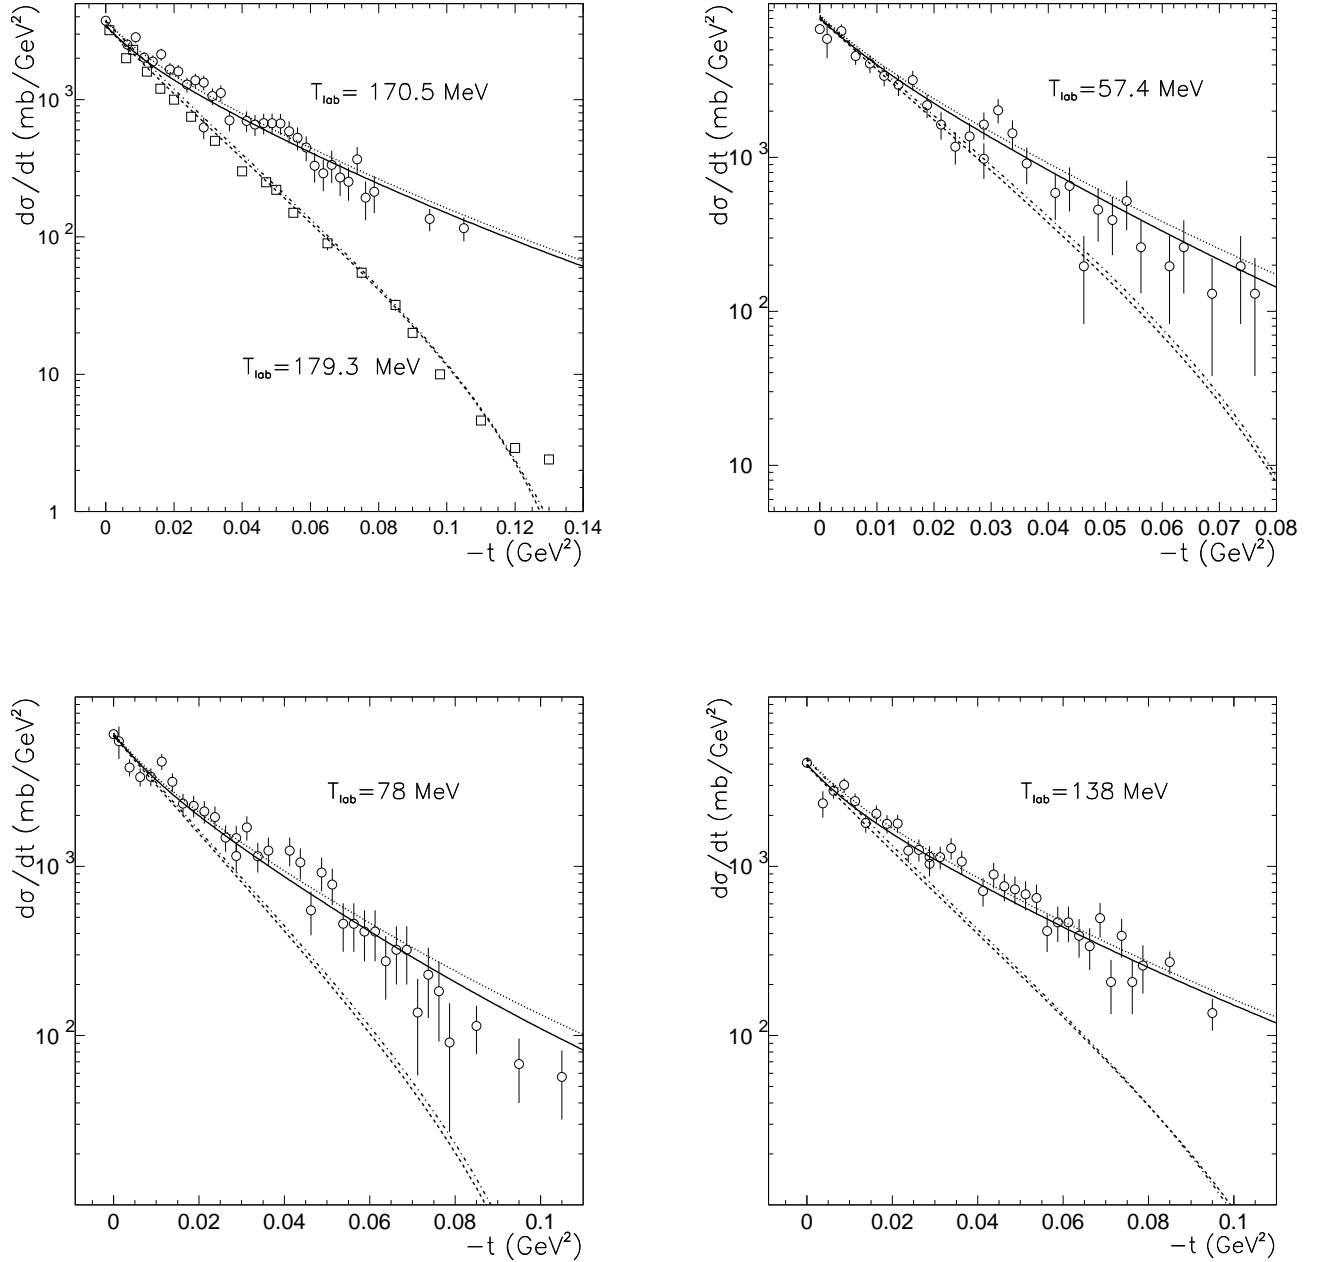 dσ/dt (mb/GeV²)
10³
10²
10
1
T_lab= 170.5 MeV
T_lab=179.3 MeV
0 0.02 0.04 0.06 0.08 0.1 0.12 0.14
−t (GeV²)
dσ/dt (mb/GeV²)
10³
10²
10
T_lab=57.4 MeV
0 0.01 0.02 0.03 0.04 0.05 0.06 0.07 0.08
−t (GeV²)
dσ/dt (mb/GeV²)
10³
10²
T_lab=78 MeV
0 0.02 0.04 0.06 0.08 0.1
−t (GeV²)
dσ/dt (mb/GeV²)
10³
10²
T_lab=138 MeV
0 0.02 0.04 0.06 0.08 0.1
−t (GeV²)